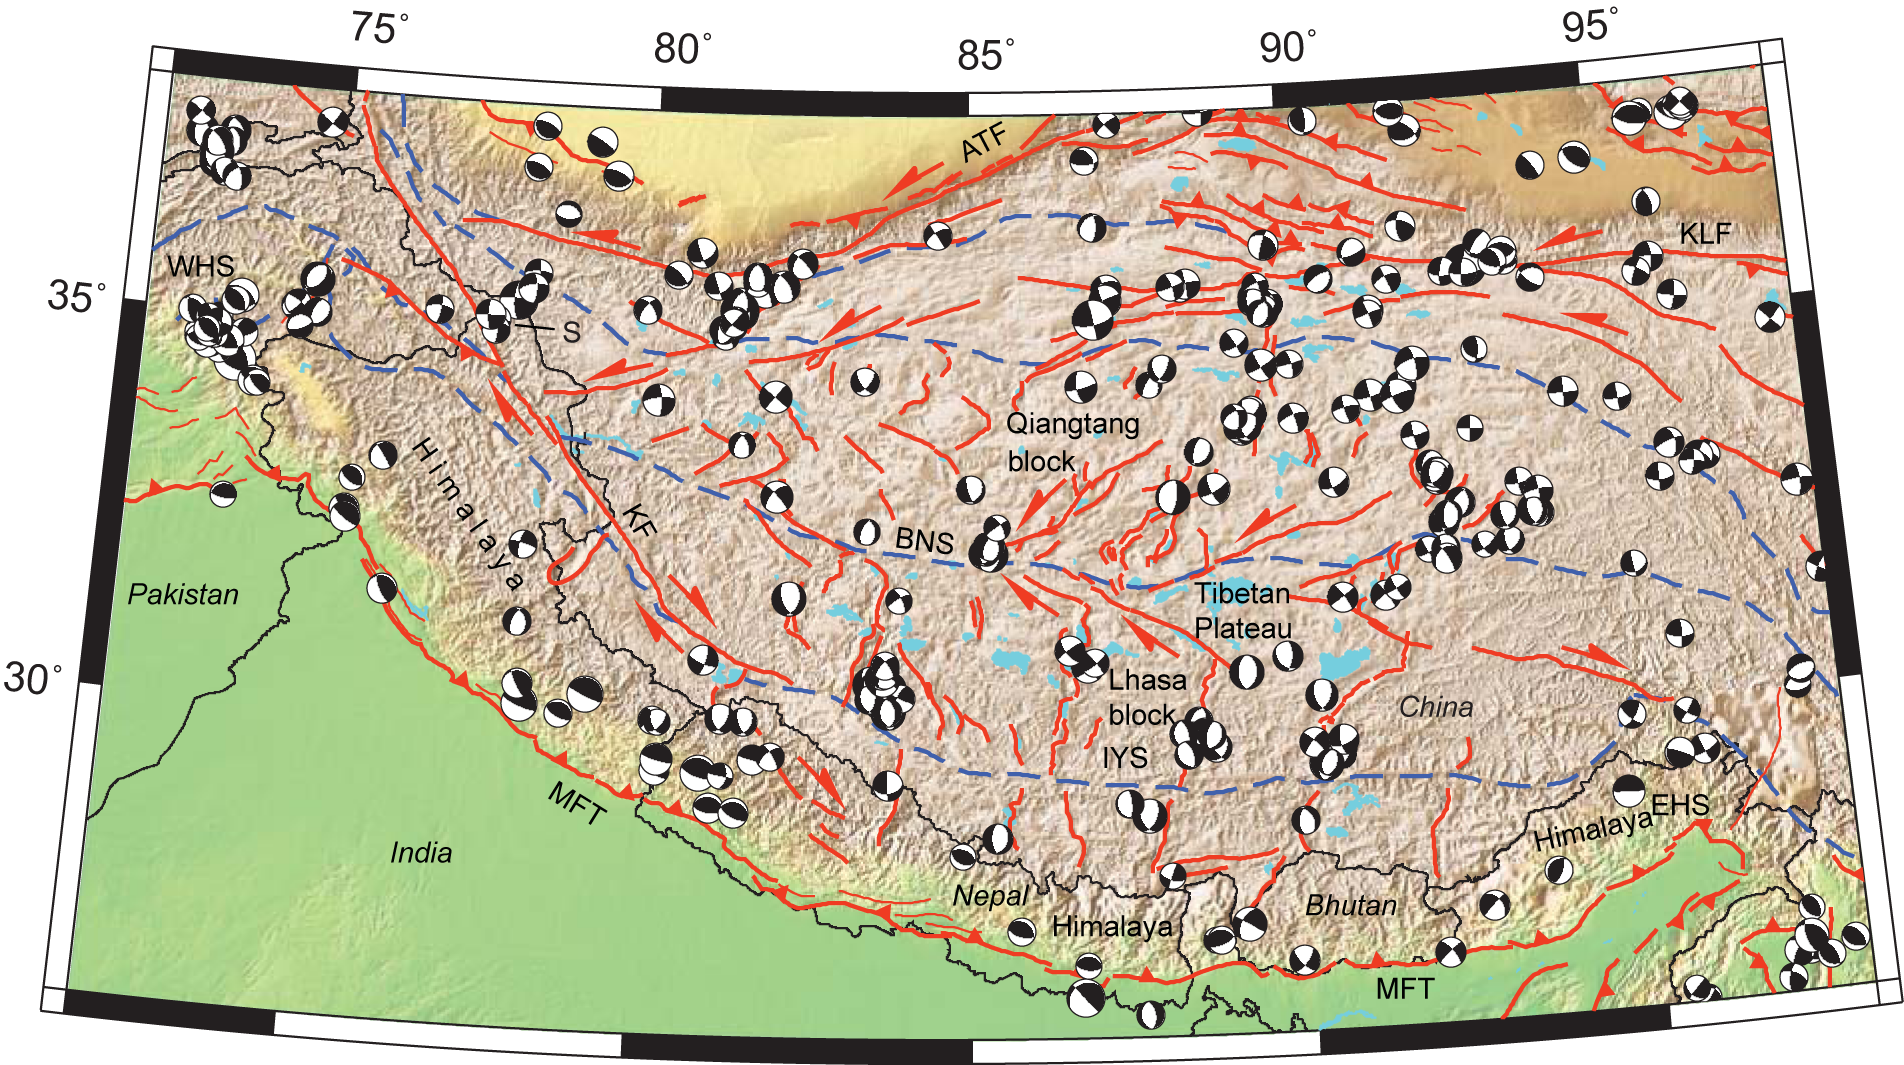 75°
80°
85°
90°
95°
ATF
KLF
WHS
35°
S
Qiangtang
block
Himalaya
KF
BNS
Pakistan
Tibetan
Plateau
30°
Lhasa
block
China
IYS
MFT
EHS
Himalaya
India
Nepal
Bhutan
Himalaya
MFT